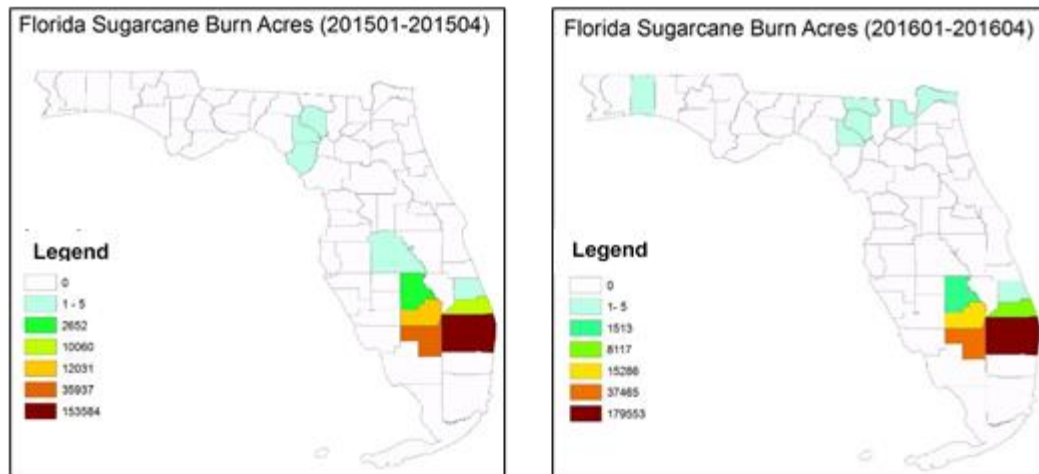 Florida Sugarcane Burn Acres (201501-201504)
Legend
0
1 - 5
2652
10060
12031
35937
153584
Florida Sugarcane Burn Acres (201601-201604)
Legend
0
1- 5
1513
8117
15286
37465
179553